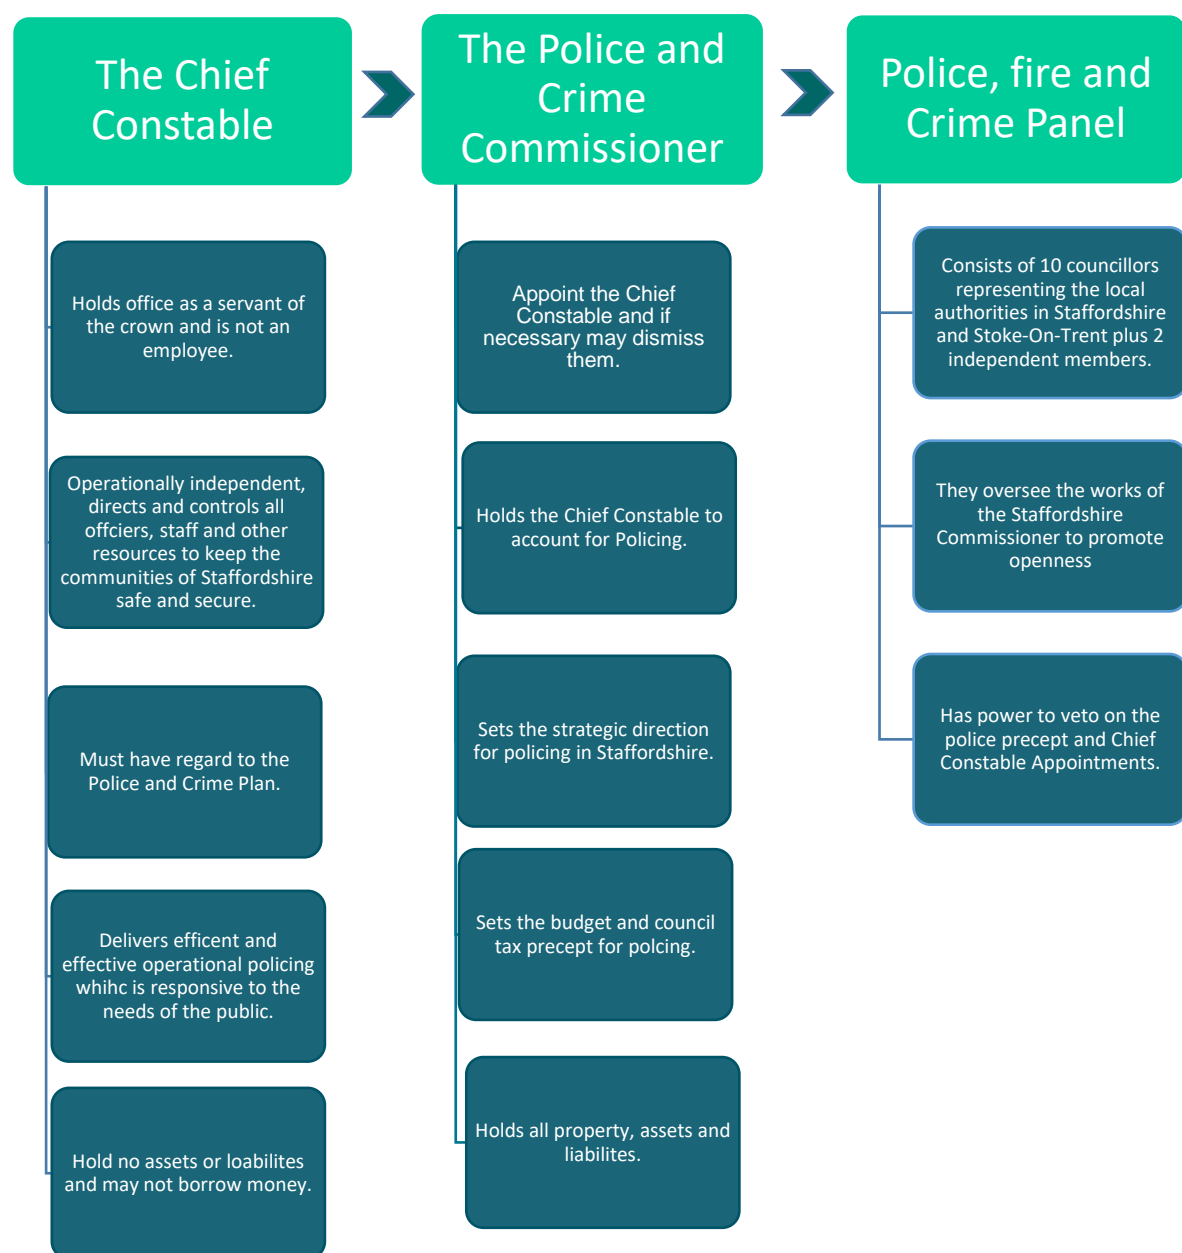 The Chief
Constable
Holds office as a servant of
the crown and is not an
employee.
Operationally independent,
directs and controls all
offciers, staff and other
resources to keep the
communities of Staffordshire
safe and secure.
Must have regard to the
Police and Crime Plan.
Delivers efficent and
effective operational policing
whihc is responsive to the
needs of the public.
Hold no assets or loabilites
and may not borrow money.
The Police and
Crime
Commissioner
Appoint the Chief
Constable and if
necessary may dismiss
them.
Holds the Chief Constable to
account for Policing.
Sets the strategic direction
for policing in Staffordshire.
Sets the budget and council
tax precept for polcing.
Holds all property, assets and
liabilites.
Police, fire and
Crime Panel
Consists of 10 councillors
representing the local
authorities in Staffordshire
and Stoke-On-Trent plus 2
independent members.
They oversee the works of
the Staffordshire
Commissioner to promote
openness
Has power to veto on the
police precept and Chief
Constable Appointments.